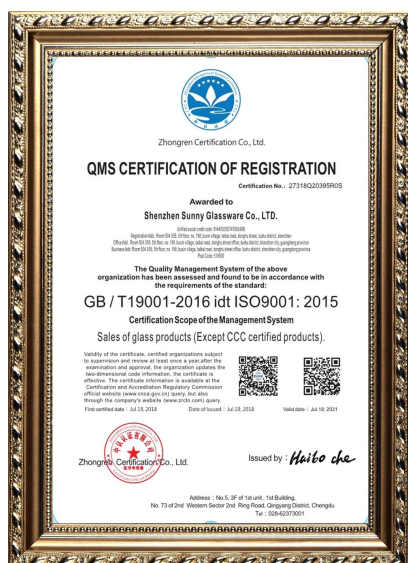 Zhongren Certification Co., Ltd.
QMS CERTIFICATION OF REGISTRATION
Certification No.: 27318Q20395R0S
Awarded to
Shenzhen Sunny Glassware Co., LTD.
The Quality Management System of the above
organization has been assessed and found to be in accordance with
the requirements of the standard:
GB / T19001-2016 idt ISO9001: 2015
Certification Scope of the Management System
Sales of glass products (Except CCC certified products).
Validity of the certificate, certified organizations subject
to supervision and review at least once a year,after the
examination and approval, the organization updates the
two-dimensional code information, the certificate is
effective. The certificate information is available at the
Certification and Accreditation Regulatory Commission
official website (www.cnca.gov.cn) query, but also
through the company's website (www.zrcln.com) query.
First certified date : Jul.19, 2018 Date of Issued : Jul.19, 2018 Valid date : Jul.18, 2021
Zhongren Certification Co., Ltd.
Issued by : Haibo che
Address : No.5, 3F of 1st unit , 1st Building,
No. 73 of 2nd Western Sector 2nd Ring Road, Qingyang District, Chengdu
Tel : 028-62373001